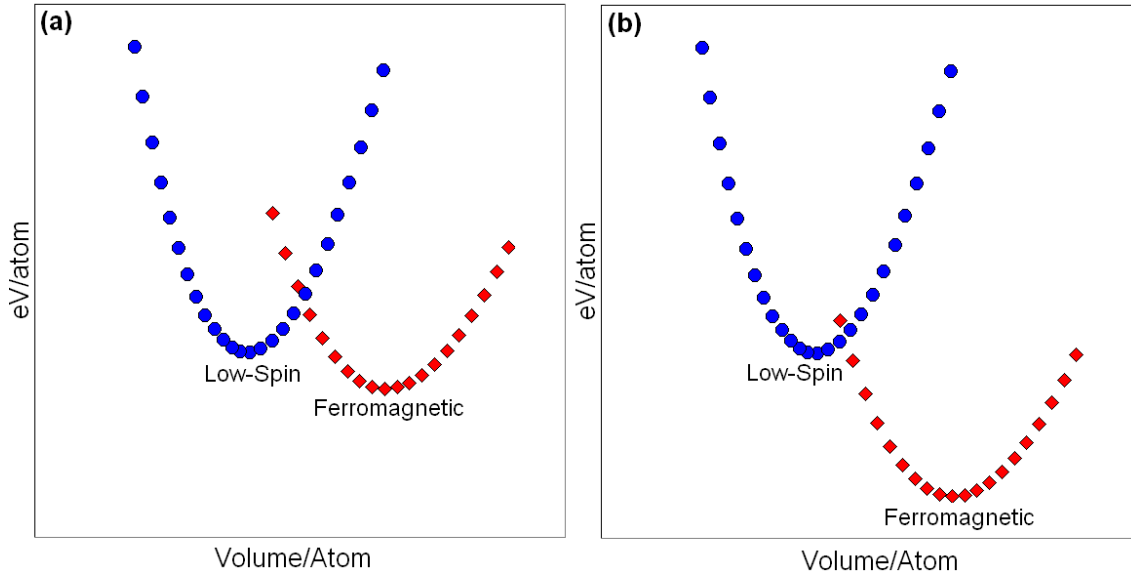 (a)
eV/atom
Low-Spin
Ferromagnetic
Volume/Atom
(b)
eV/atom
Low-Spin
Ferromagnetic
Volume/Atom